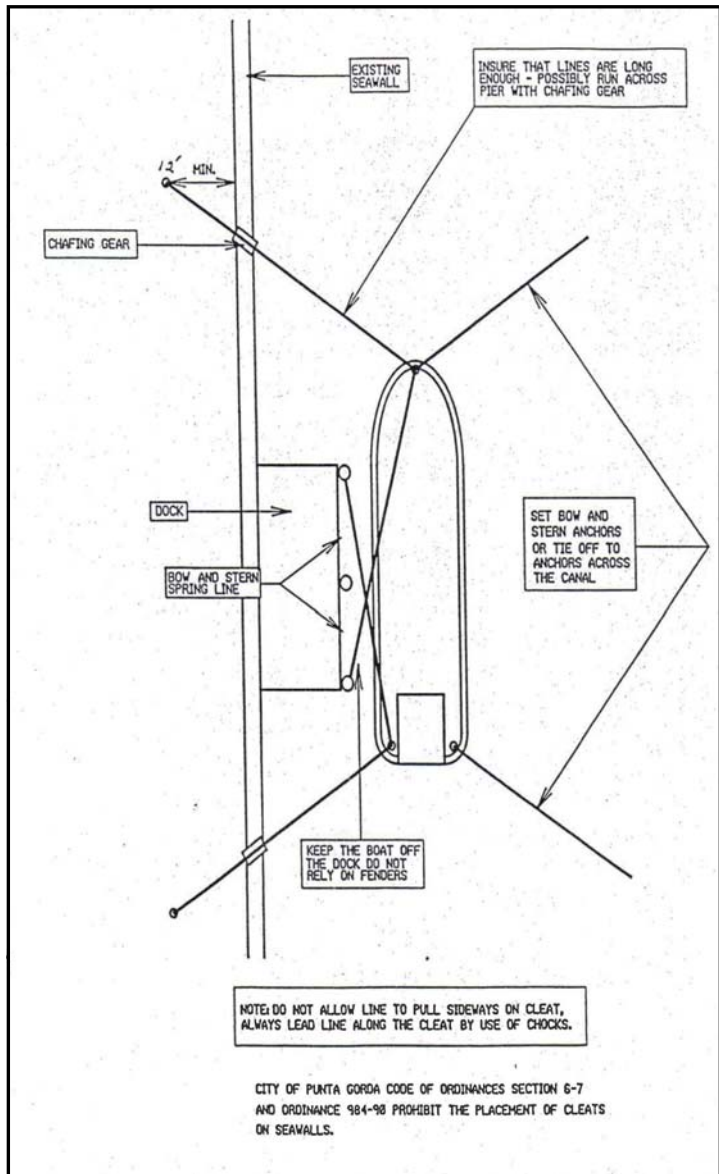 EXISTING
SEAWALL
INSURE THAT LINES ARE LONG
ENOUGH - POSSIBLY RUN ACROSS
PIER WITH CHAFING GEAR
12' MIN.
CHAFING GEAR
DOCK
BOW AND STERN
SPRING LINE
SET BOW AND
STERN ANCHORS
OR TIE OFF TO
ANCHORS ACROSS
THE CANAL
KEEP THE BOAT OFF
THE DOCK DO NOT
RELY ON FENDERS
NOTE: DO NOT ALLOW LINE TO PULL SIDEWAYS ON CLEAT,
ALWAYS LEAD LINE ALONG THE CLEAT BY USE OF CHOCKS.
CITY OF PUNTA GORDA CODE OF ORDINANCES SECTION 6-7
AND ORDINANCE 984-90 PROHIBIT THE PLACEMENT OF CLEATS
ON SEAWALLS.